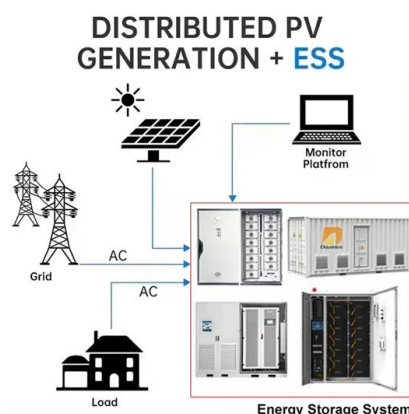 DISTRIBUTED PV
GENERATION + ESS
Monitor
Platfrom
Grid
AC
AC
Load
Energy Storage System